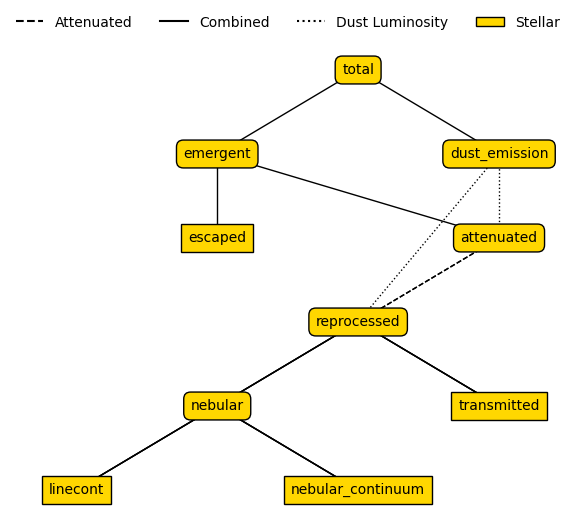 Attenuated Combined Dust Luminosity Stellar
total
emergent dust_emission
escaped attenuated
reprocessed
nebular transmitted
linecont nebular_continuum